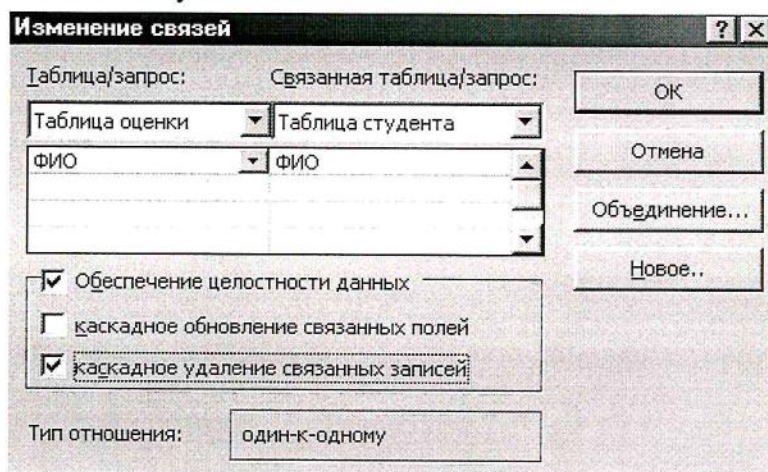 Изменение связей
Таблица/запрос: Связанная таблица/запрос:
Таблица оценки Таблица студента
ФИО ФИО
ОК
Отмена
Объединение...
Новое..
Обеспечение целостности данных
каскадное обновление связанных полей
каскадное удаление связанных записей
Тип отношения: один-к-одному